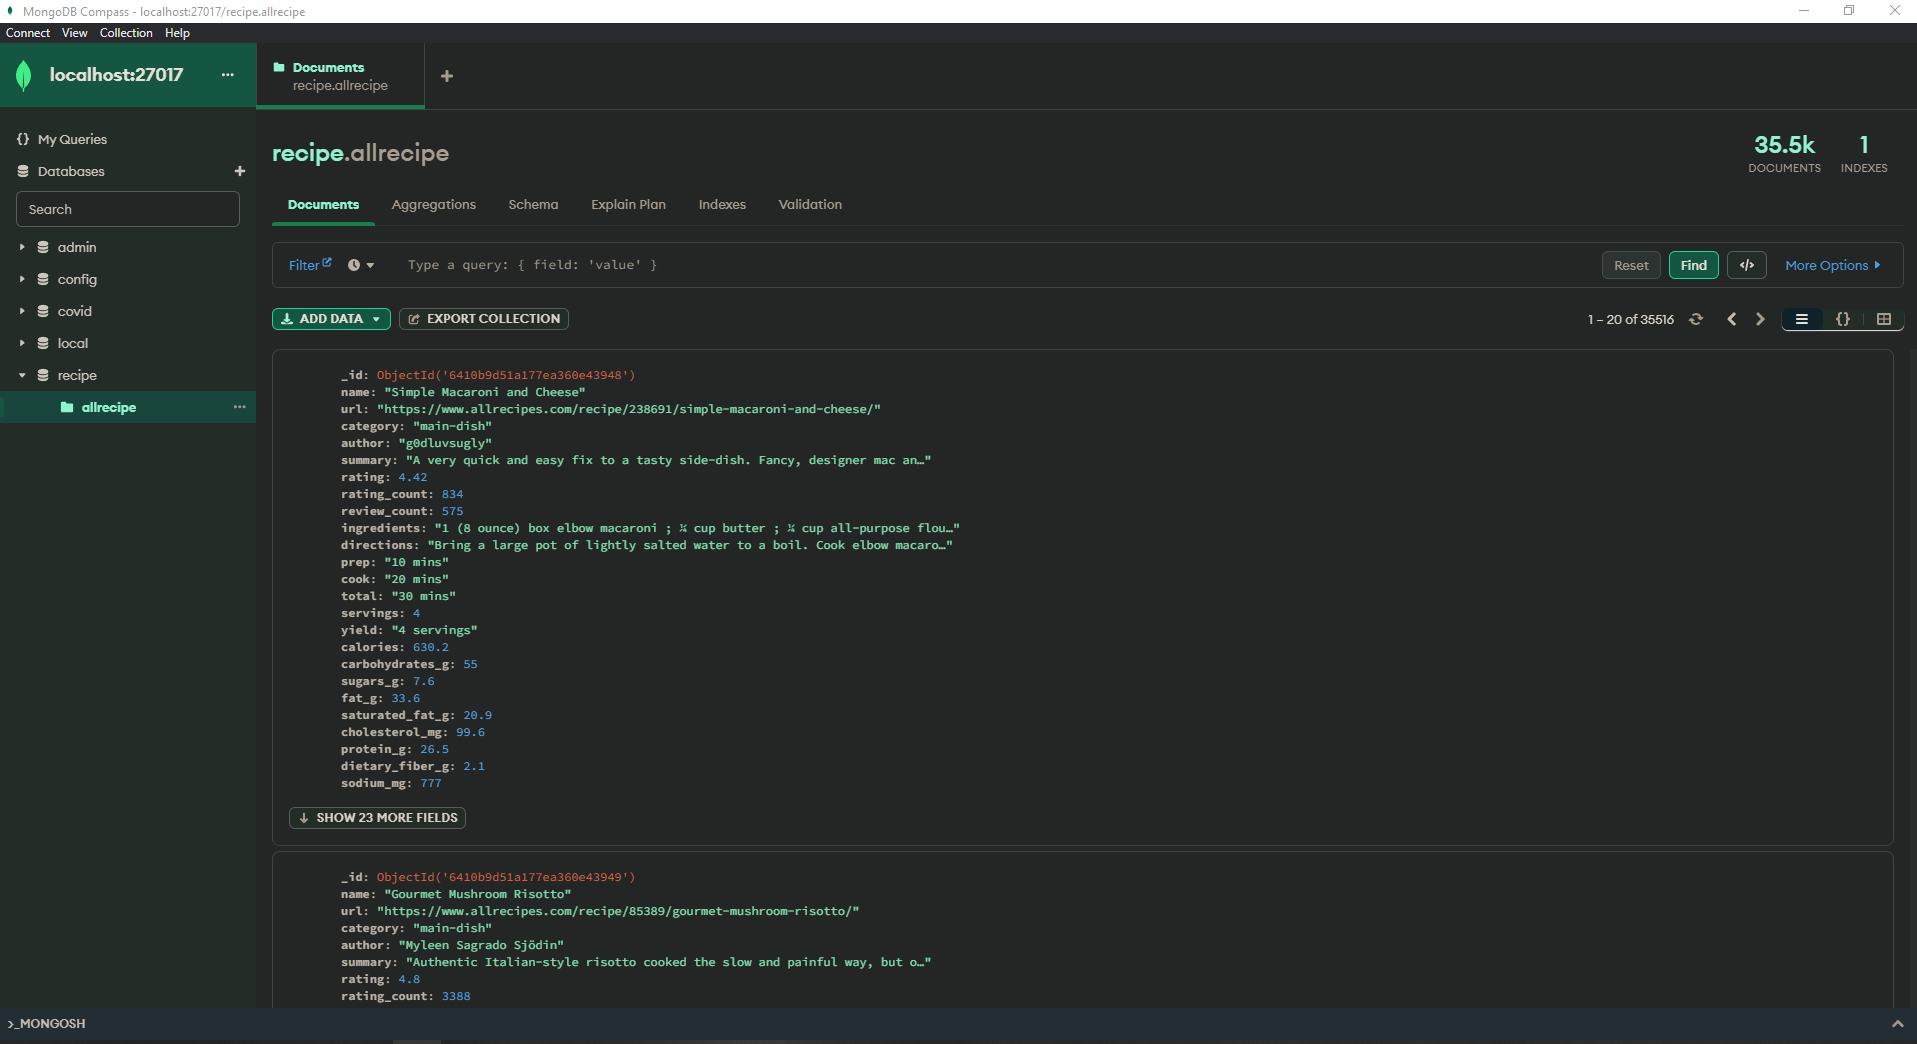 MongoDB Compass - localhost:27017/recipe.allrecipe
Connect View Collection Help
localhost:27017 ...
Documents
recipe.allrecipe
+
{} My Queries
Databases +
Search
admin
config
covid
local
recipe
allrecipe ...
recipe.allrecipe
35.5k
DOCUMENTS
1
INDEXES
Documents Aggregations Schema Explain Plan Indexes Validation
Filter Type a query: { field: 'value' } Reset Find </> More Options
ADD DATA EXPORT COLLECTION 1 – 20 of 35516 {}
_id: ObjectId('6410b9d51a177ea360e43948')
name: "Simple Macaroni and Cheese"
url: "https://www.allrecipes.com/recipe/238691/simple-macaroni-and-cheese/"
category: "main-dish"
author: "g0dluvsugly"
summary: "A very quick and easy fix to a tasty side-dish. Fancy, designer mac an…"
rating: 4.42
rating_count: 834
review_count: 575
ingredients: "1 (8 ounce) box elbow macaroni ; ¼ cup butter ; ¼ cup all-purpose flou…"
directions: "Bring a large pot of lightly salted water to a boil. Cook elbow macaro…"
prep: "10 mins"
cook: "20 mins"
total: "30 mins"
servings: 4
yield: "4 servings"
calories: 630.2
carbohydrates_g: 55
sugars_g: 7.6
fat_g: 33.6
saturated_fat_g: 20.9
cholesterol_mg: 99.6
protein_g: 26.5
dietary_fiber_g: 2.1
sodium_mg: 777
SHOW 23 MORE FIELDS
_id: ObjectId('6410b9d51a177ea360e43949')
name: "Gourmet Mushroom Risotto"
url: "https://www.allrecipes.com/recipe/85389/gourmet-mushroom-risotto/"
category: "main-dish"
author: "Myleen Sagrado Sjödin"
summary: "Authentic Italian-style risotto cooked the slow and painful way, but o…"
rating: 4.8
rating_count: 3388
>_MONGOSH